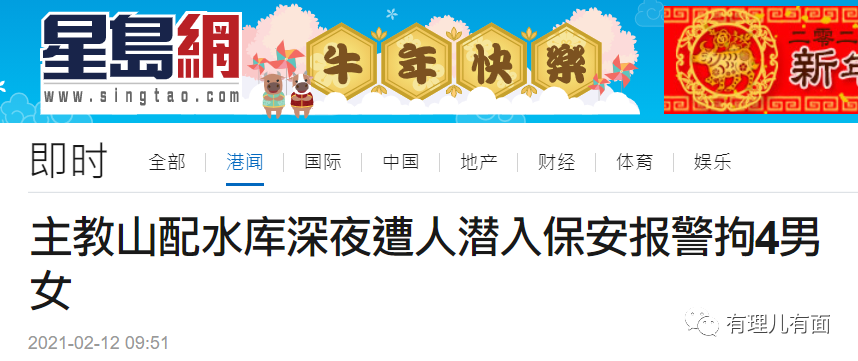 星島網
www.singtao.com
牛年快樂
二零二
新年
即时
全部 港闻 国际 中国 地产 财经 体育 娱乐
主教山配水库深夜遭人潜入保安报警拘4男
女
2021-02-12 09:51
有理儿有面